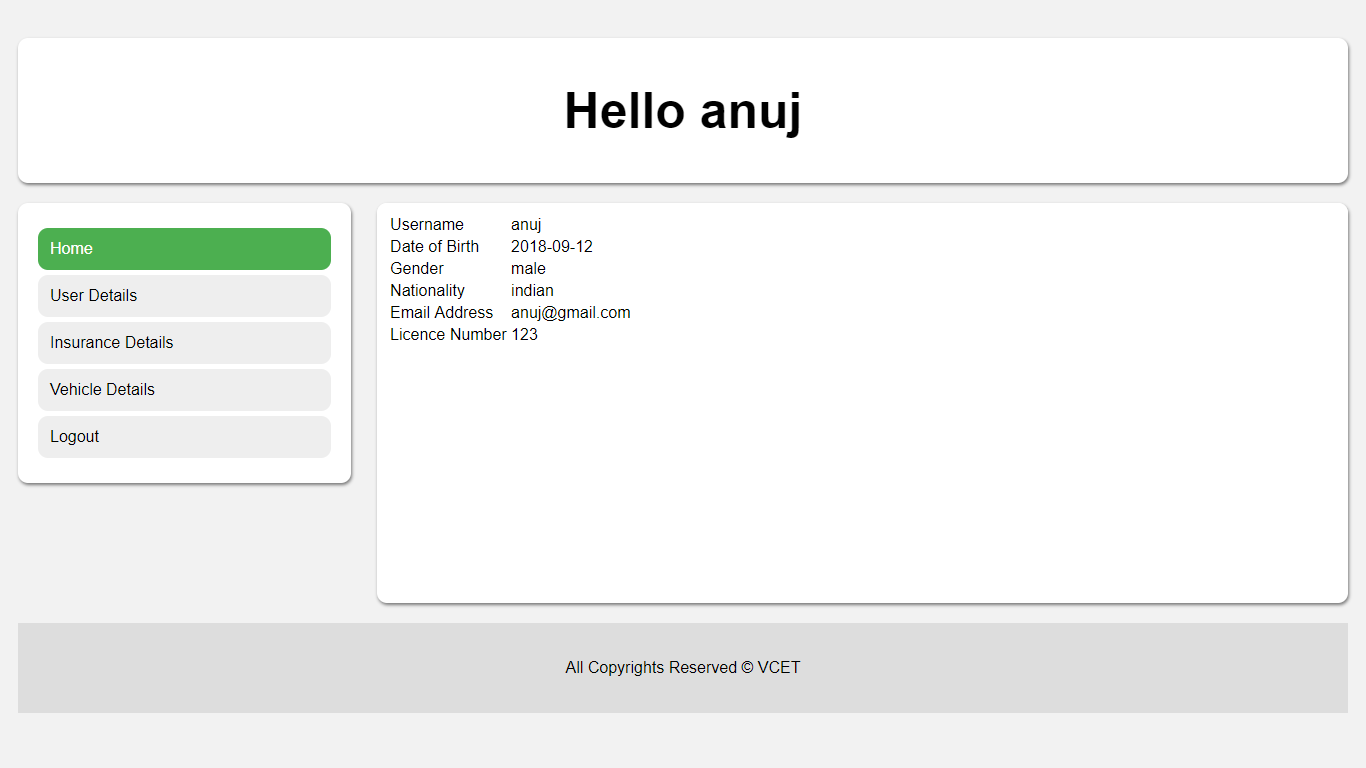 Hello anuj
Home
User Details
Insurance Details
Vehicle Details
Logout
Username anuj
Date of Birth 2018-09-12
Gender male
Nationality indian
Email Address anuj@gmail.com
Licence Number 123
All Copyrights Reserved © VCET